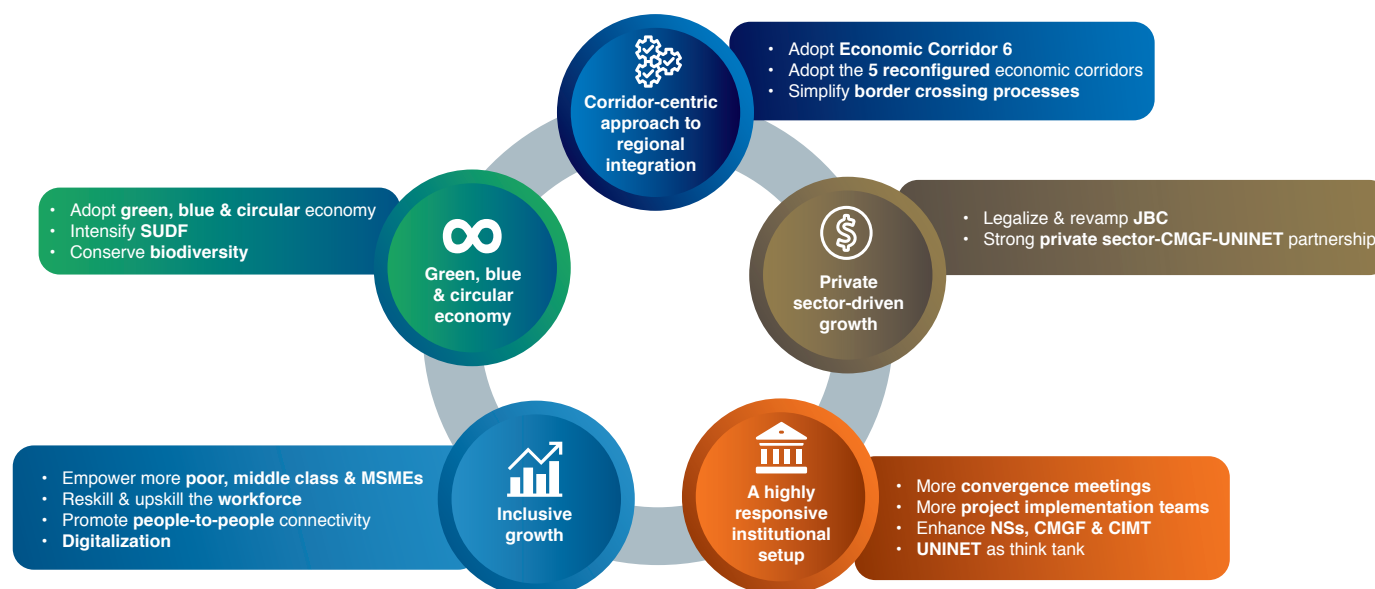 Corridor-centric
approach to
regional
integration
• Adopt Economic Corridor 6
• Adopt the 5 reconfigured economic corridors
• Simplify border crossing processes
Private
sector-driven
growth
• Legalize & revamp JBC
• Strong private sector-CMGF-UNINET partnership
A highly
responsive
institutional
setup
• More convergence meetings
• More project implementation teams
• Enhance NSs, CMGF & CIMT
• UNINET as think tank
Inclusive
growth
• Empower more poor, middle class & MSMEs
• Reskill & upskill the workforce
• Promote people-to-people connectivity
• Digitalization
Green, blue
& circular
economy
• Adopt green, blue & circular economy
• Intensify SUDF
• Conserve biodiversity